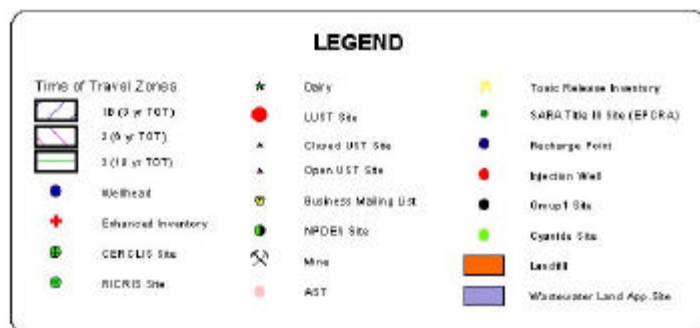 LEGEND
Time of Travel Zones
1B (3 yr TOT)
2 (6 yr TOT)
3 (10 yr TOT)
Wellhead
Enhanced Inventory
CERCLIS Site
RICRIS Site
Dairy
LUST Site
Closed UST Site
Open UST Site
Business Mailing List
NPDES Site
Mine
AST
Toxic Release Inventory
SARA Title III Site (EPCRA)
Recharge Point
Injection Well
Group1 Site
Cyanide Site
Landfill
Wastewater Land App. Site